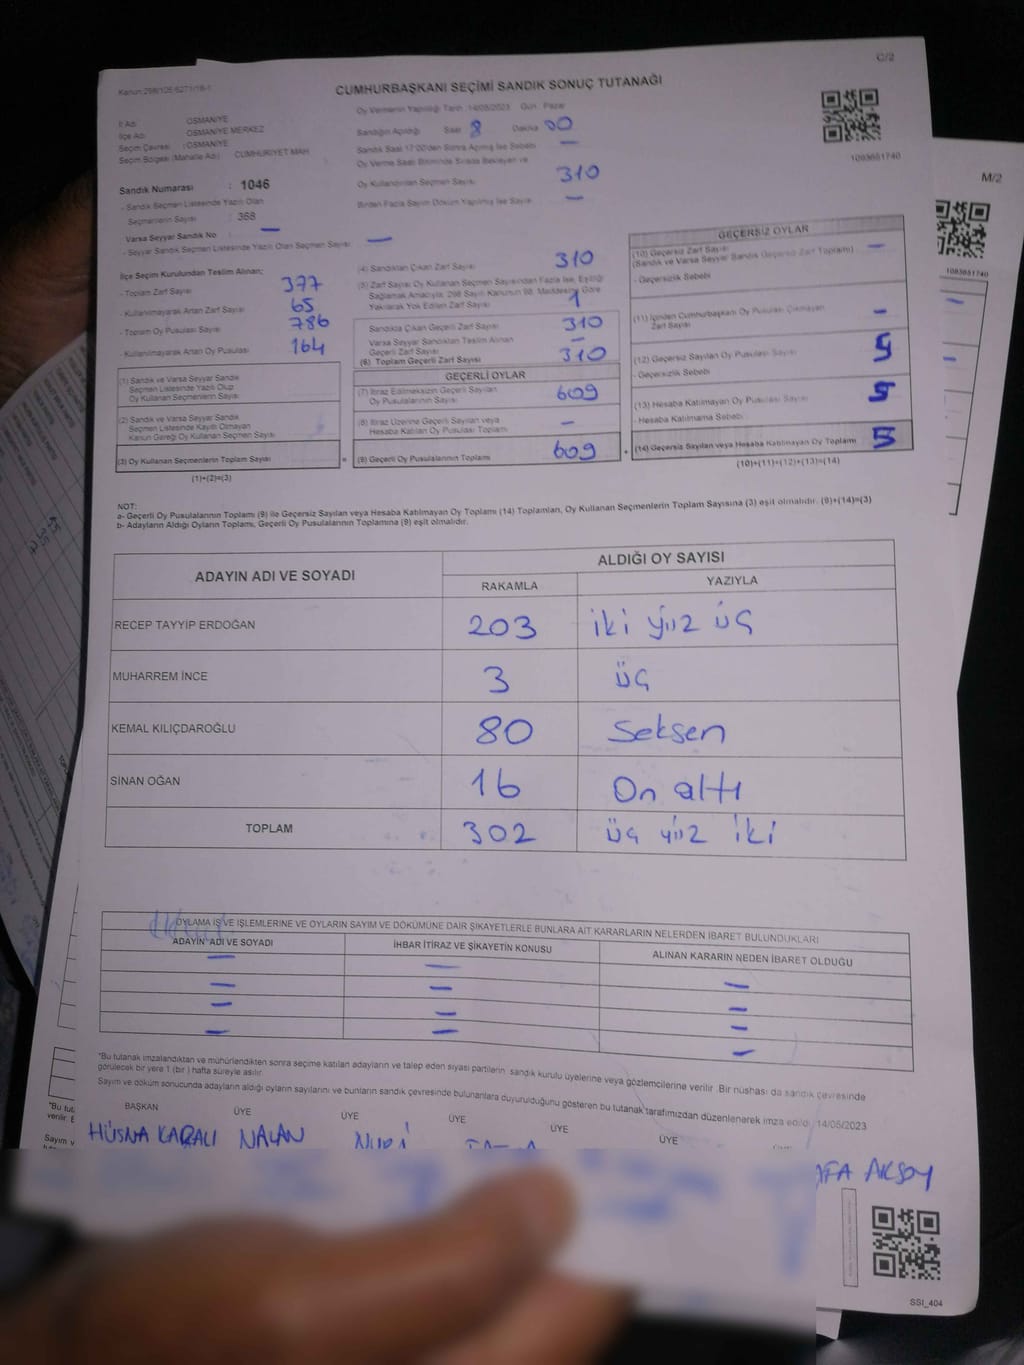 C/2
Kanun:298/105 6271/18-1
CUMHURBAŞKANI SEÇİMİ SANDIK SONUÇ TUTANAĞI
İl Adı : OSMANİYE
İlçe Adı : OSMANİYE MERKEZ
Seçim Çevresi : OSMANİYE
Seçim Bölgesi (Mahalle Adı) : CUMHURİYET MAH.
Sandık Numarası : 1046
- Sandık Seçmen Listesinde Yazılı Olan
Seçmenlerin Sayısı : 368
Varsa Seyyar Sandık No : —
- Seyyar Sandık Seçmen Listesinde Yazılı Olan Seçmen Sayısı : —
Oy Vermenin Yapıldığı Tarih :14/05/2023 Gün : Pazar
Sandığın Açıldığı Saat 8 Dakika 00
Sandık Saat 17:00'den Sonra Açılmış İse Sebebi —
Oy Verme Saati Bitiminde Sırada Bekleyen ve
Oy Kullandırılan Seçmen Sayısı 310
Birden Fazla Sayım Döküm Yapılmış İse Sayısı —
1093651740
İlçe Seçim Kurulundan Teslim Alınan;
- Toplam Zarf Sayısı 377
- Kullanılmayarak Artan Zarf Sayısı 65
- Toplam Oy Pusulası Sayısı 786
- Kullanılmayarak Artan Oy Pusulası 164
(4) Sandıktan Çıkan Zarf Sayısı 310
(5) Zarf Sayısı Oy Kullanan Seçmen Sayısından Fazla İse, Eşitliği
Sağlamak Amacıyla, 298 Sayılı Kanunun 98. Maddesine Göre
Yakılarak Yok Edilen Zarf Sayısı 1
Sandıkta Çıkan Geçerli Zarf Sayısı 310
Varsa Seyyar Sandıktan Teslim Alınan
Geçerli Zarf Sayısı —
(6) Toplam Geçerli Zarf Sayısı 310
(1) Sandık ve Varsa Seyyar Sandık
Seçmen Listesinde Yazılı Olup
Oy Kullanan Seçmenlerin Sayısı
(2) Sandık ve Varsa Seyyar Sandık
Seçmen Listesinde Kayıtlı Olmayan
Kanun Gereği Oy Kullanan Seçmen Sayısı
(3) Oy Kullanan Seçmenlerin Toplam Sayısı
(1)+(2)=(3)
GEÇERLİ OYLAR
(7) İtiraz Edilmeksizin Geçerli Sayılan
Oy Pusulalarının Sayısı 609
(8) İtiraz Üzerine Geçerli Sayılan veya
Hesaba Katılan Oy Pusulası Toplamı —
(9) Geçerli Oy Pusulalarının Toplamı 609
GEÇERSİZ OYLAR
(10) Geçersiz Zarf Sayısı —
(Sandık ve Varsa Seyyar Sandık Geçersiz Zarf Toplamı)
- Geçersizlik Sebebi
(11) İçinden Cumhurbaşkanı Oy Pusulası Çıkmayan
Zarf Sayısı —
(12) Geçersiz Sayılan Oy Pusulası Sayısı 5
- Geçersizlik Sebebi
(13) Hesaba Katılmayan Oy Pusulası Sayısı 5
- Hesaba Katılmama Sebebi
(14) Geçersiz Sayılan veya Hesaba Katılmayan Oy Toplamı 5
(10)+(11)+(12)+(13)=(14)
NOT:
a- Geçerli Oy Pusulalarının Toplamı (9) ile Geçersiz Sayılan veya Hesaba Katılmayan Oy Toplamı (14) Toplamları, Oy Kullanan Seçmenlerin Toplam Sayısına (3) eşit olmalıdır. (9)+(14)=(3)
b- Adayların Aldığı Oyların Toplamı, Geçerli Oy Pusulalarının Toplamına (9) eşit olmalıdır.
ADAYIN ADI VE SOYADI
ALDIĞI OY SAYISI
RAKAMLA YAZIYLA
RECEP TAYYİP ERDOĞAN 203 iki yüz üç
MUHARREM İNCE 3 üç
KEMAL KILIÇDAROĞLU 80 Seksen
SİNAN OĞAN 16 On altı
TOPLAM 302 üç yüz iki
OYLAMA İŞ VE İŞLEMLERİNE VE OYLARIN SAYIM VE DÖKÜMÜNE DAİR ŞİKAYETLERLE BUNLARA AİT KARARLARIN NELERDEN İBARET BULUNDUKLARI
ADAYIN ADI VE SOYADI İHBAR İTİRAZ VE ŞİKAYETİN KONUSU ALINAN KARARIN NEDEN İBARET OLDUĞU
— — —
— — —
— — —
— — —
*Bu tutanak imzalandıktan ve mühürlendikten sonra seçime katılan adayların ve talep eden siyasi partilerin sandık kurulu üyelerine veya gözlemcilerine verilir. Bir nüshası da sandık çevresinde
görülecek bir yere 1 (bir) hafta süreyle asılır.
Sayım ve döküm sonucunda adayların aldığı oyların sayılarını ve bunların sandık çevresinde bulunanlara duyurulduğunu gösteren bu tutanak tarafımızdan düzenlenerek imza edildi. 14/05/2023
BAŞKAN ÜYE ÜYE ÜYE ÜYE ÜYE
HÜSNA KARALI NALAN
AKSOY
SSI_404
M/2
1093651740